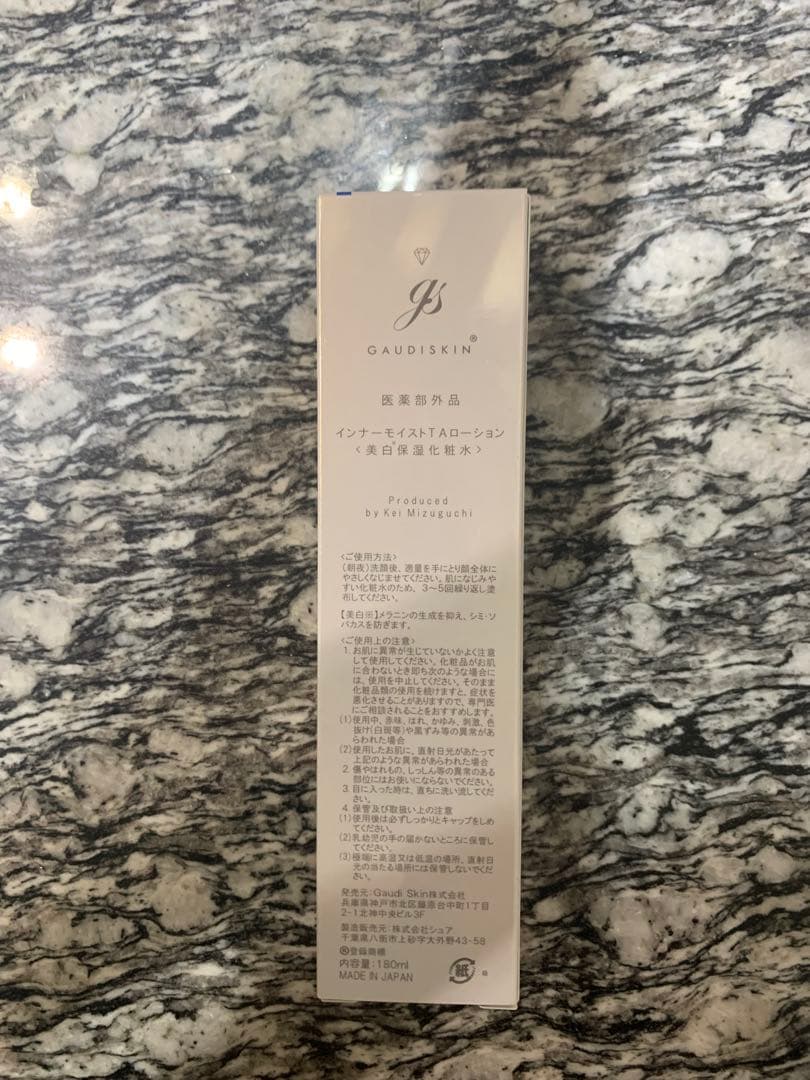 gs
GAUDISKIN®
医薬部外品
インナーモイストTAローション
〈美白※保湿化粧水〉
Produced
by Kei Mizuguchi
〈ご使用方法〉
(朝夜)洗顔後、適量を手にとり顔全体に
やさしくなじませてください。肌になじみや
すい化粧水のため、3〜5回繰り返し塗
布してください。
【美白※】メラニンの生成を抑え、シミ・ソ
バカスを防ぎます。
〈ご使用上の注意〉
1. お肌に異常が生じていないかよく注意
して使用してください。化粧品がお肌
に合わないとき即ち次のような場合に
は、使用を中止してください。そのまま
化粧品類の使用を続けますと、症状を
悪化させることがありますので、専門医
にご相談されることをおすすめします。
(1)使用中、赤味、はれ、かゆみ、刺激、色
抜け(白斑等)や黒ずみ等の異常があ
らわれた場合
(2)使用したお肌に、直射日光があたって
上記のような異常があらわれた場合
2. 傷やはれもの、しっしん等の異常のある
部位にはお使いにならないでください。
3. 目に入った時は、直ちに洗い流してくだ
さい。
4. 保管及び取扱い上の注意
(1)使用後は必ずしっかりとキャップをしめ
てください。
(2)乳幼児の手の届かないところに保管し
てください。
(3)極端に高温又は低温の場所、直射日
光の当たる場所には保管しないでくだ
さい。
発売元:Gaudi Skin株式会社
兵庫県神戸市北区藤原台中町1丁目
2-1北神中央ビル3F
製造販売元:株式会社シュア
千葉県八街市上砂字大外野43-58
®登録商標
内容量:180ml
MADE IN JAPAN
紙
箱